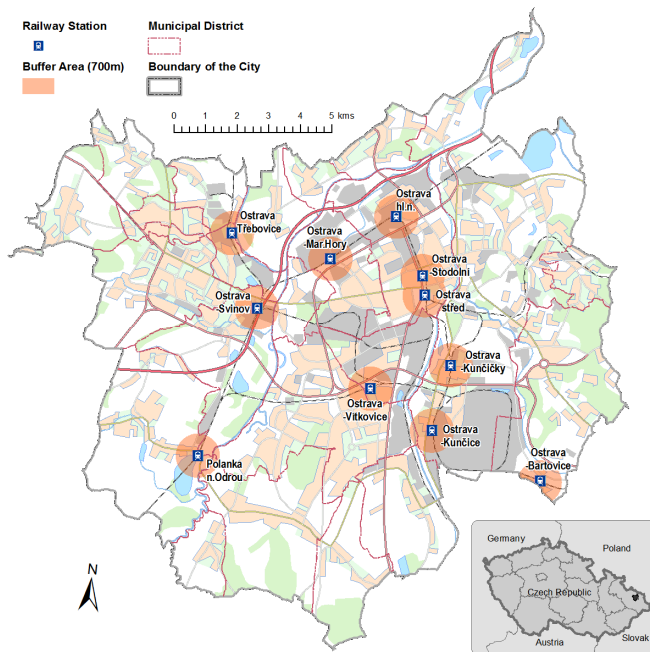 Railway Station
Municipal District
Buffer Area (700m)
Boundary of the City
0 1 2 3 4 5 kms
Ostrava
hl.n.
Ostrava
Třebovice
Ostrava
-Mar.Hory
Ostrava
-Stodolní
Ostrava
-Svinov
Ostrava
střed
Ostrava
-Kunčičky
Ostrava
-Vítkovice
Ostrava
-Kunčice
Ostrava
-Bartovice
Polanka
n.Odrou
N
Germany
Poland
Czech Republic
Austria
Slovak